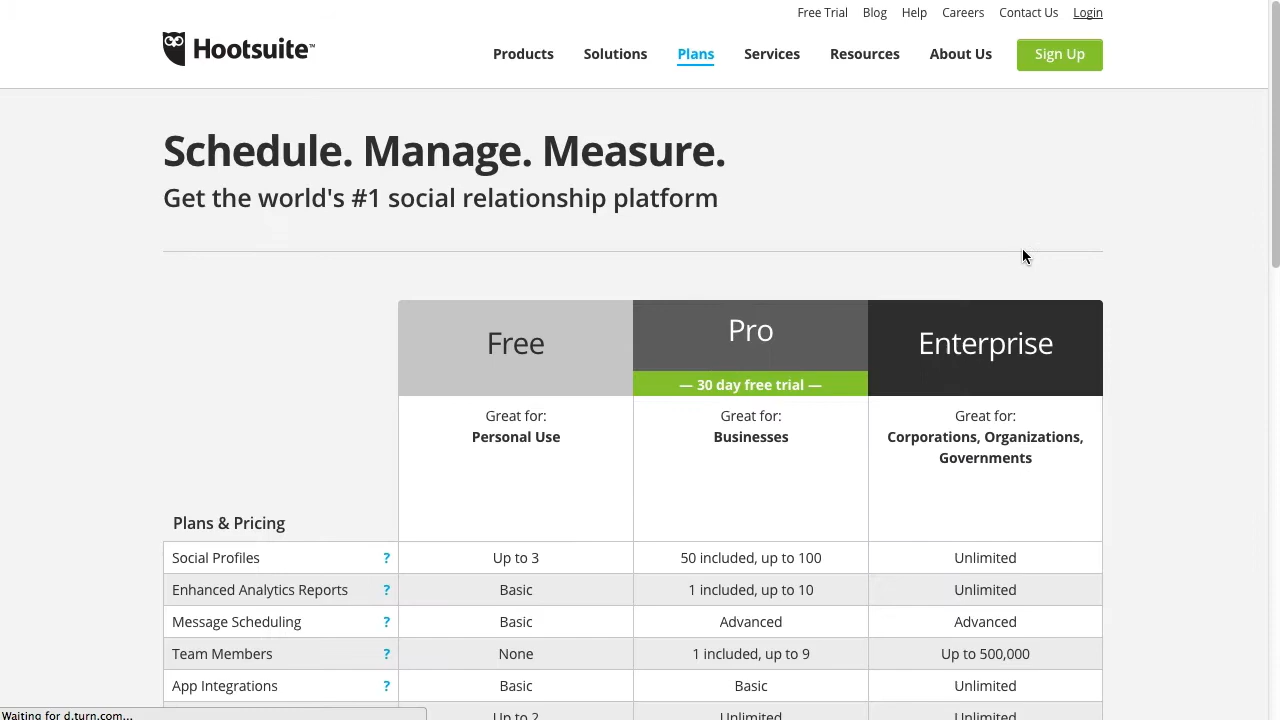 Free Trial Blog Help Careers Contact Us Login
Hootsuite™
Products Solutions Plans Services Resources About Us Sign Up
Schedule. Manage. Measure.
Get the world's #1 social relationship platform
Free Pro Enterprise
— 30 day free trial —
Great for: Great for: Great for:
Personal Use Businesses Corporations, Organizations,
Governments
Plans & Pricing
Social Profiles ? Up to 3 50 included, up to 100 Unlimited
Enhanced Analytics Reports ? Basic 1 included, up to 10 Unlimited
Message Scheduling ? Basic Advanced Advanced
Team Members ? None 1 included, up to 9 Up to 500,000
App Integrations ? Basic Basic Unlimited
Up to 2 Unlimited Unlimited
Waiting for d.turn.com...